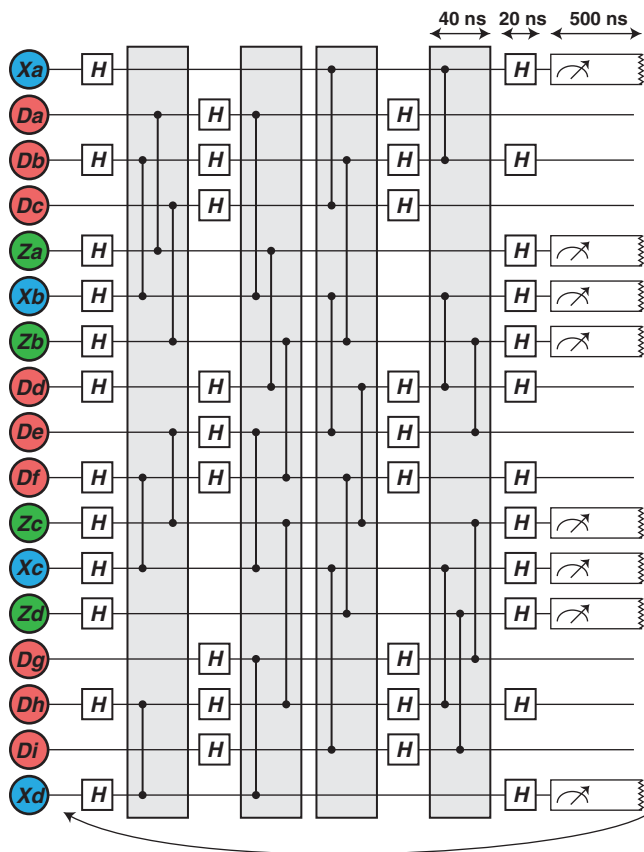 40 ns 20 ns 500 ns
Xa H H
Da H H
Db H H H H
Dc H H
Za H H
Xb H H
Zb H H
Dd H H H H
De H H
Df H H H H
Zc H H
Xc H H
Zd H H
Dg H H
Dh H H H H
Di H H
Xd H H